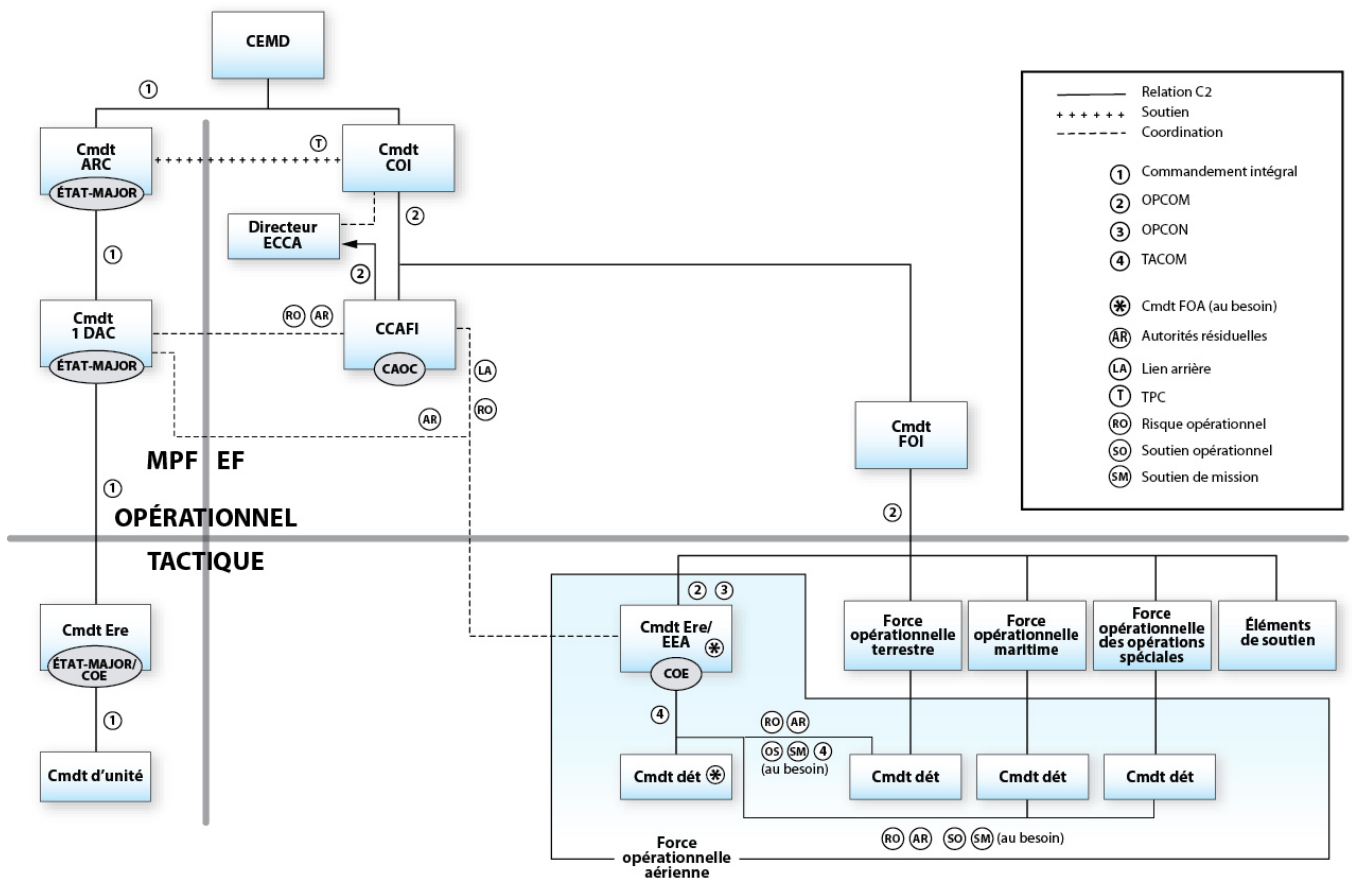 CEMD
1
Cmdt
ARC
ÉTAT-MAJOR
T
Cmdt
COI
Directeur
ECCA
2
2
1
Cmdt
1 DAC
ÉTAT-MAJOR
RO AR
CCAFI
CAOC
LA
RO
AR
Cmdt
FOI
MPF EF
1
2
OPÉRATIONNEL
TACTIQUE
Cmdt Ere
ÉTAT-MAJOR/
COE
1
Cmdt d'unité
2 3
Cmdt Ere/
EEA *
COE
4
Cmdt dét *
Force
opérationnelle
terrestre
Force
opérationnelle
maritime
Force
opérationnelle
des opérations
spéciales
Éléments
de soutien
RO AR
OS SM 4
(au besoin)
Cmdt dét
Cmdt dét
Cmdt dét
RO AR SO SM (au besoin)
Force
opérationnelle
aérienne
Relation C2
Soutien
Coordination
1 Commandement intégral
2 OPCOM
3 OPCON
4 TACOM
* Cmdt FOA (au besoin)
AR Autorités résiduelles
LA Lien arrière
T TPC
RO Risque opérationnel
SO Soutien opérationnel
SM Soutien de mission